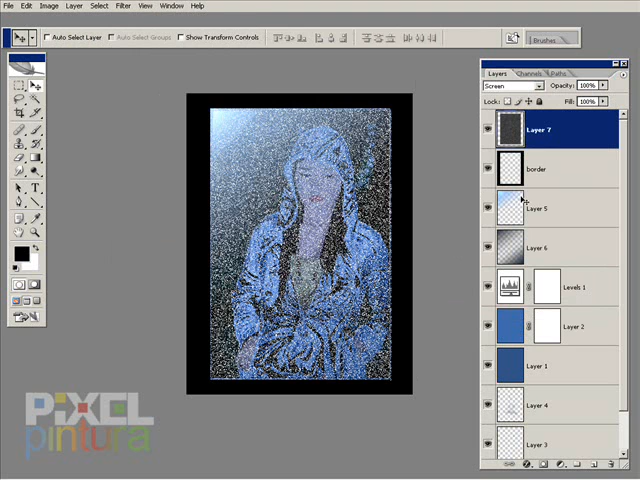 File Edit Image Layer Select Filter View Window Help
Auto Select Layer Auto Select Groups Show Transform Controls
Brushes
Layers Channels Paths
Screen Opacity: 100%
Lock: Fill: 100%
Layer 7
border
Layer 5
Layer 6
Levels 1
Layer 2
Layer 1
Layer 4
Layer 3
PiXEL
pintura